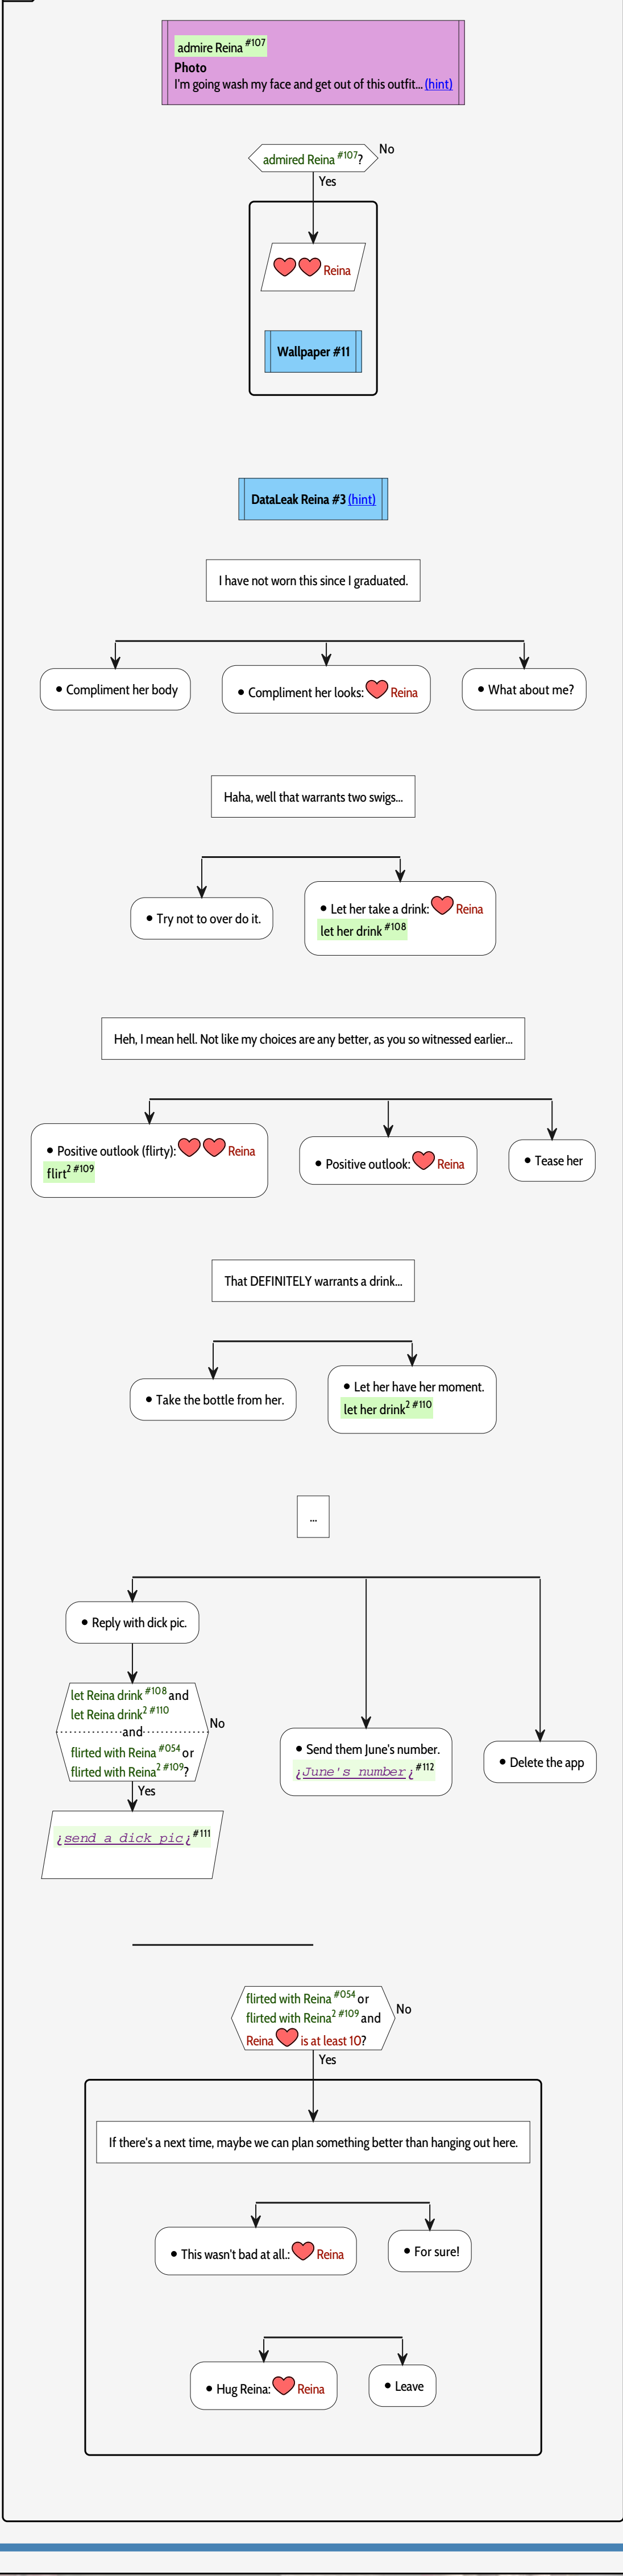 admire Reina #107
Photo
I'm going wash my face and get out of this outfit... (hint)
admired Reina #107?
No
Yes
Reina
Wallpaper #11
DataLeak Reina #3 (hint)
I have not worn this since I graduated.
• Compliment her body
• Compliment her looks: Reina
• What about me?
Haha, well that warrants two swigs...
• Try not to over do it.
• Let her take a drink: Reina
let her drink #108
Heh, I mean hell. Not like my choices are any better, as you so witnessed earlier...
• Positive outlook (flirty): Reina
flirt2 #109
• Positive outlook: Reina
• Tease her
That DEFINITELY warrants a drink...
• Take the bottle from her.
• Let her have her moment.
let her drink2 #110
...
• Reply with dick pic.
let Reina drink #108 and
let Reina drink2 #110
and
flirted with Reina #054 or
flirted with Reina2 #109?
No
Yes
¿send a dick pic¿ #111
• Send them June's number.
¿June's number¿ #112
• Delete the app
flirted with Reina #054 or
flirted with Reina2 #109 and
Reina is at least 10?
No
Yes
If there's a next time, maybe we can plan something better than hanging out here.
• This wasn't bad at all.: Reina
• For sure!
• Hug Reina: Reina
• Leave